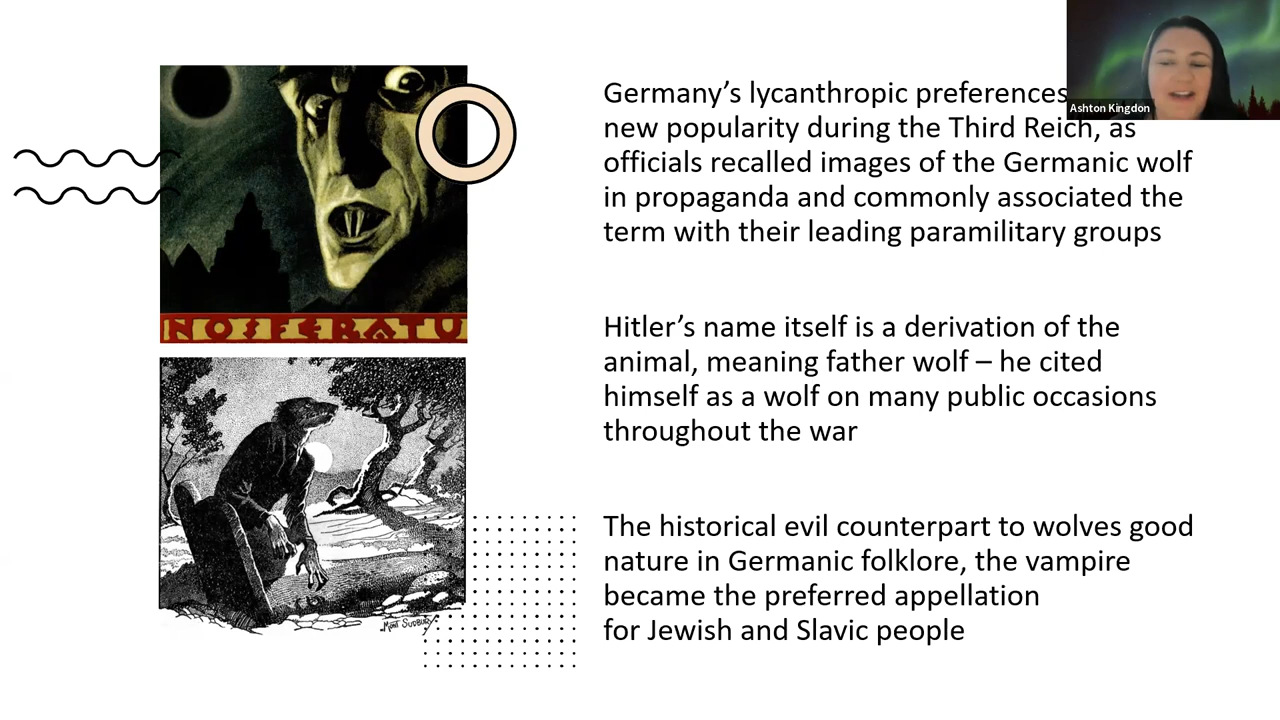 Ashton Kingdon
Germany’s lycanthropic preferences
new popularity during the Third Reich, as
officials recalled images of the Germanic wolf
in propaganda and commonly associated the
term with their leading paramilitary groups
Hitler’s name itself is a derivation of the
animal, meaning father wolf – he cited
himself as a wolf on many public occasions
throughout the war
The historical evil counterpart to wolves good
nature in Germanic folklore, the vampire
became the preferred appellation
for Jewish and Slavic people
NOSFERATU
Mont Sudbury